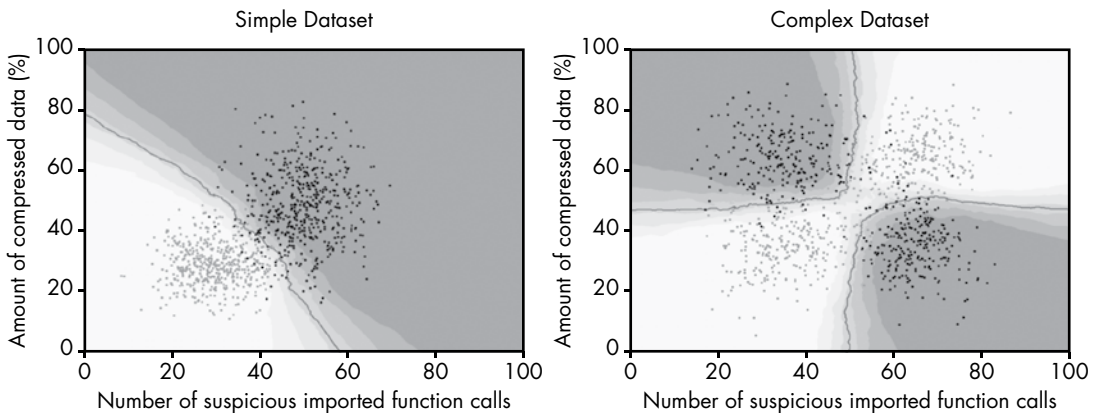 Simple Dataset
Amount of compressed data (%)
100
80
60
40
20
0
0 20 40 60 80 100
Number of suspicious imported function calls
Complex Dataset
Amount of compressed data (%)
100
80
60
40
20
0
0 20 40 60 80 100
Number of suspicious imported function calls